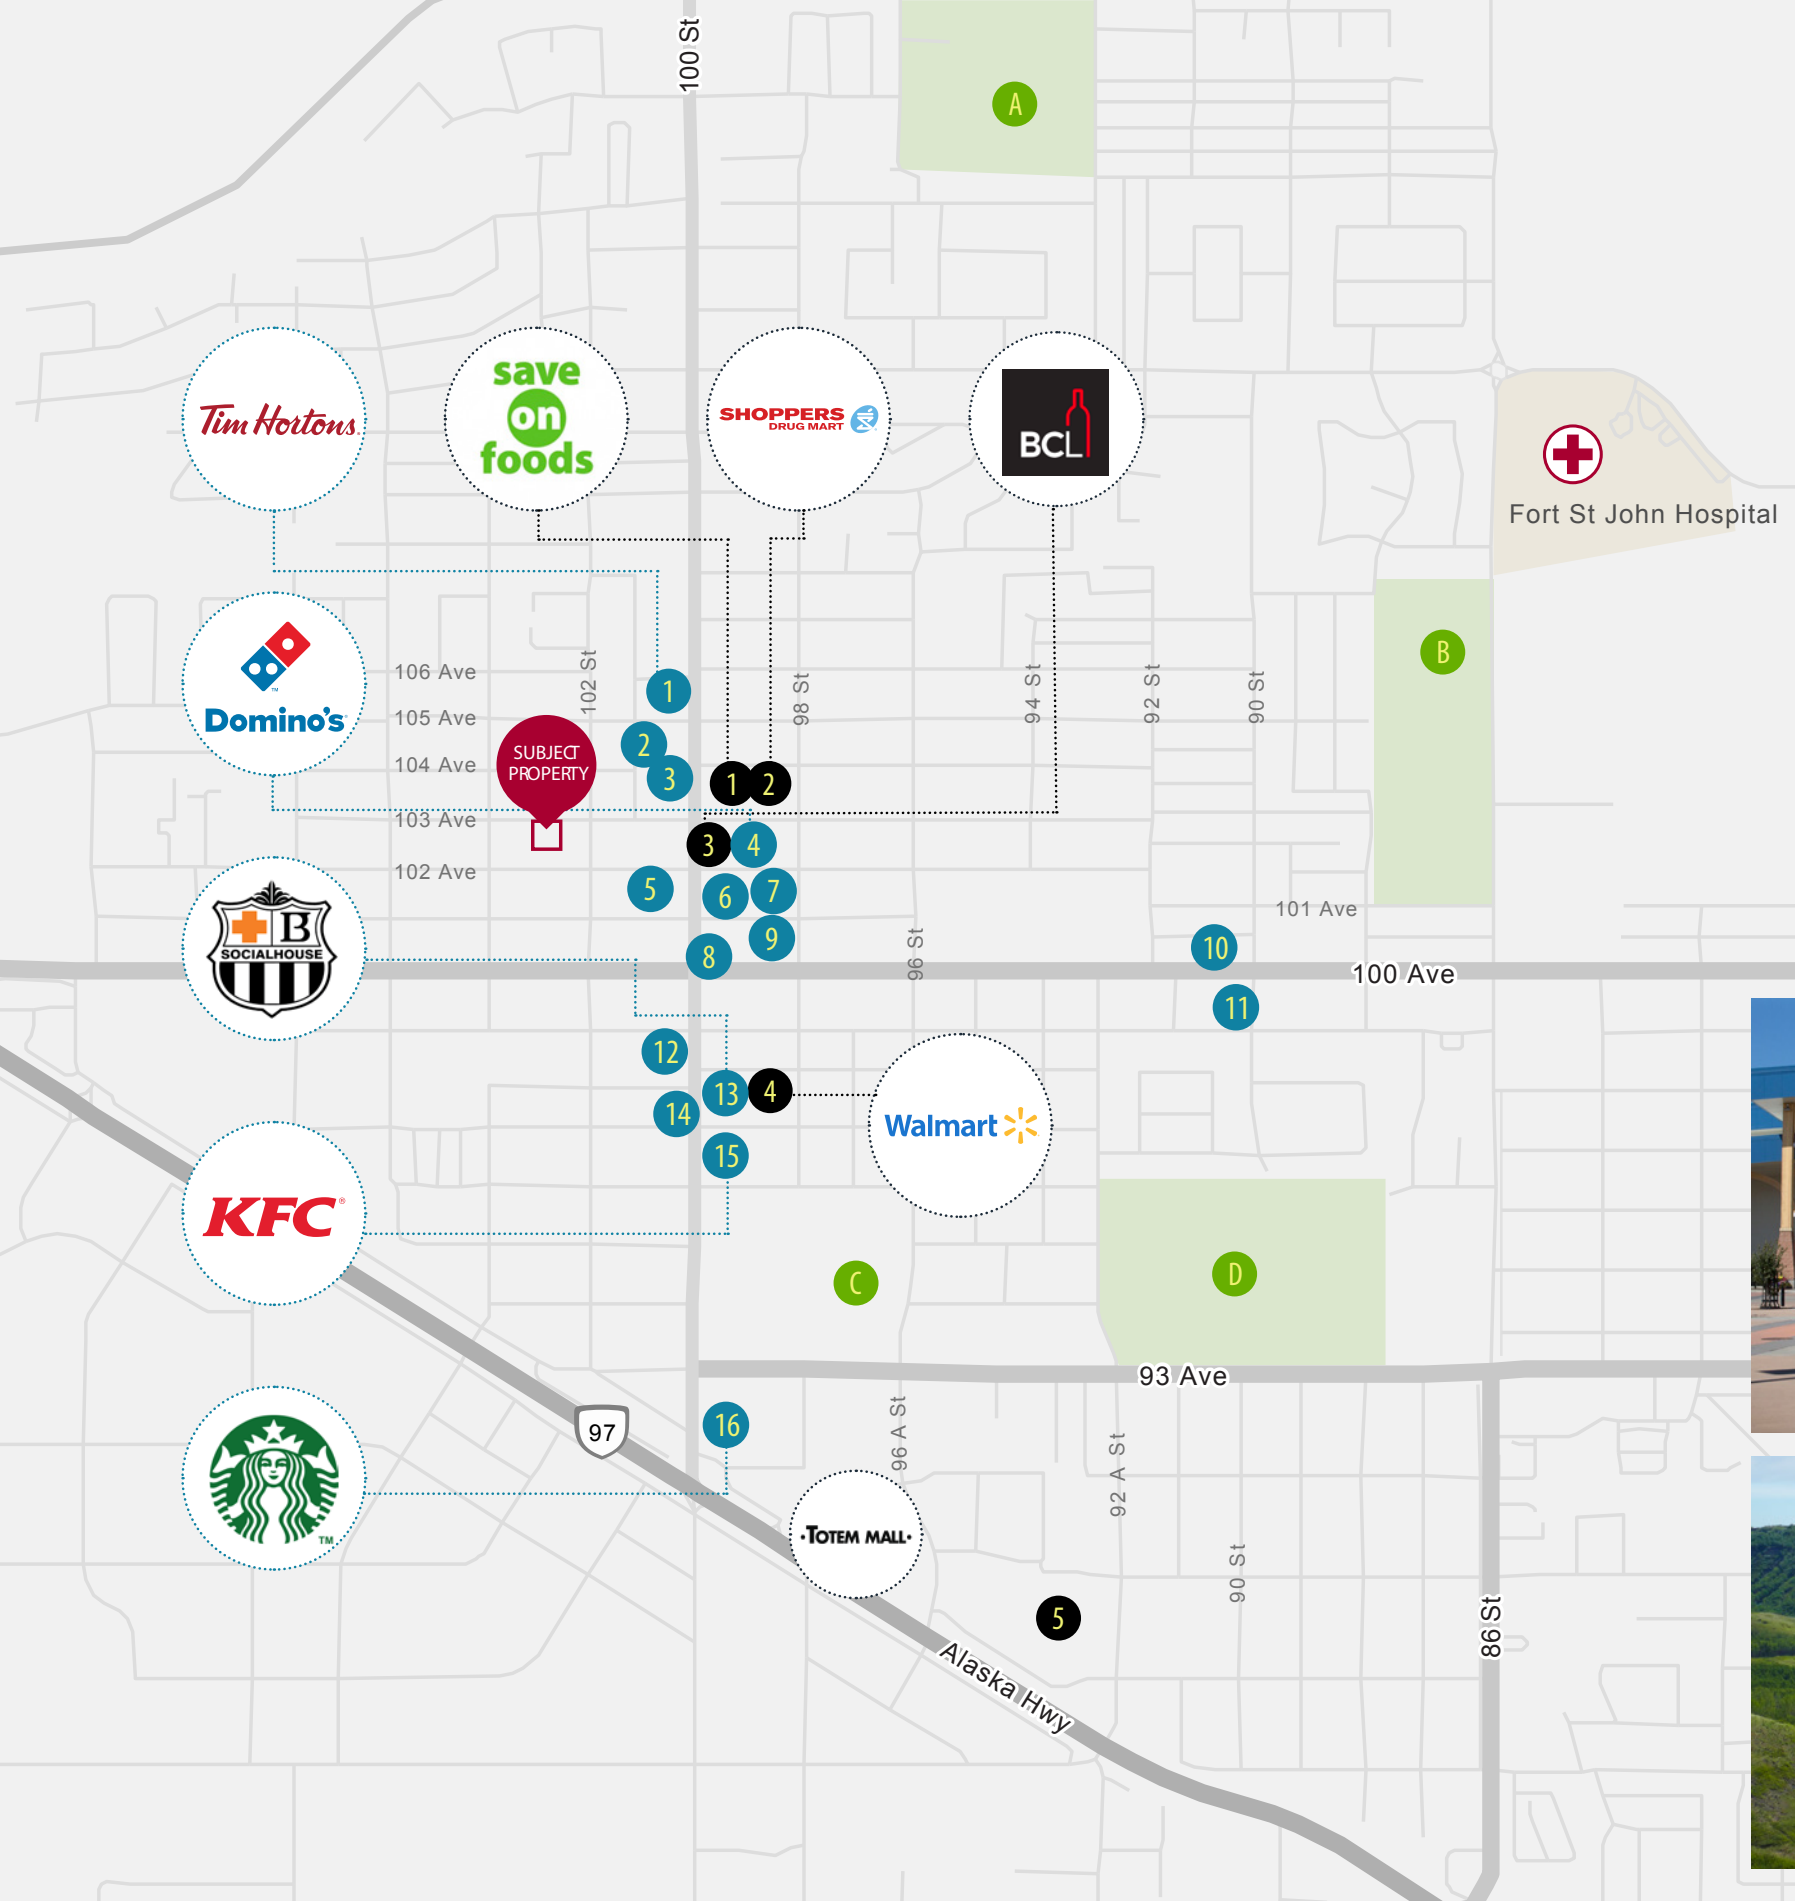 100 St
A
Tim Hortons
save
on
foods
SHOPPERS
DRUG MART
BCL
Fort St John Hospital
Domino's
TM
106 Ave
105 Ave
104 Ave
103 Ave
102 Ave
102 St
98 St
94 St
92 St
90 St
B
SUBJECT
PROPERTY
1
2
3
1
2
3
4
5
6
7
8
9
96 St
101 Ave
10
100 Ave
11
B
SOCIALHOUSE
12
13
4
14
15
Walmart
KFC®
C
D
93 Ave
97
16
96 A St
92 A St
90 St
86 St
TM
·TOTEM MALL·
5
Alaska Hwy